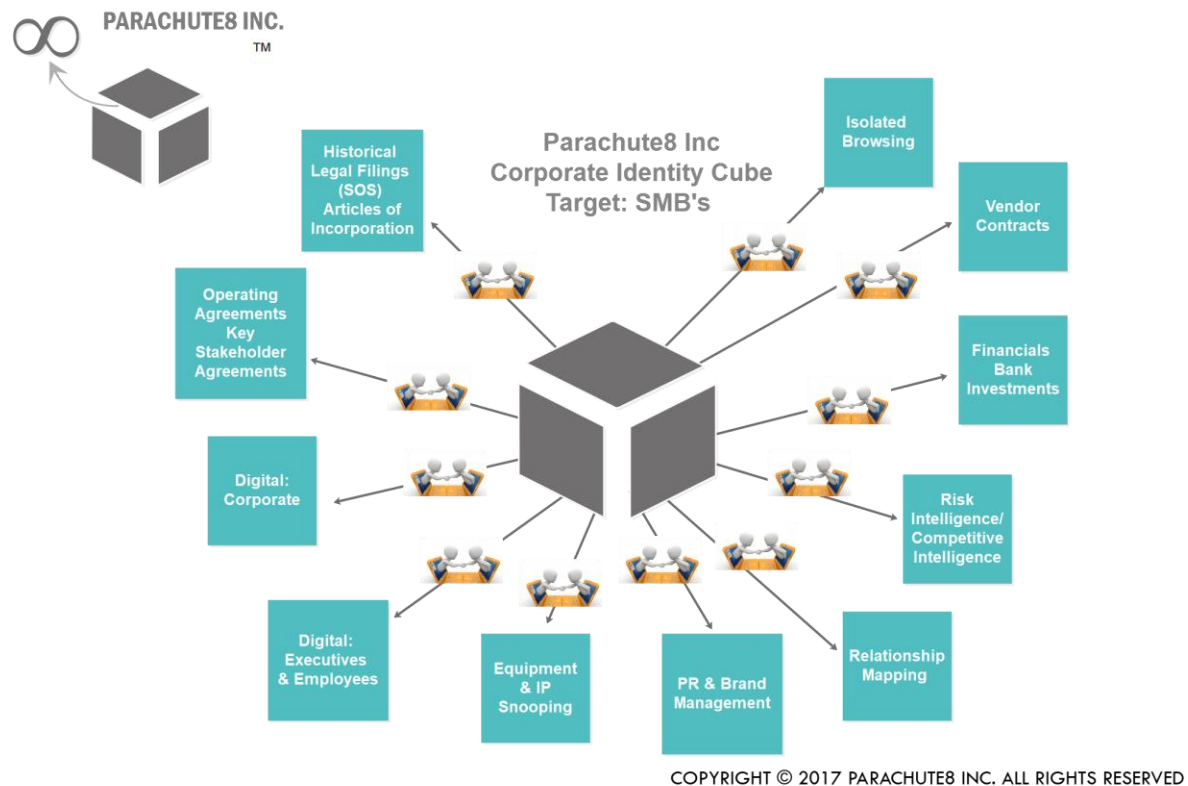 PARACHUTE8 INC.
TM
Parachute8 Inc
Corporate Identity Cube
Target: SMB's
Historical
Legal Filings
(SOS)
Articles of
Incorporation
Isolated
Browsing
Vendor
Contracts
Operating
Agreements
Key
Stakeholder
Agreements
Financials
Bank
Investments
Digital:
Corporate
Risk
Intelligence/
Competitive
Intelligence
Digital:
Executives
& Employees
Equipment
& IP
Snooping
PR & Brand
Management
Relationship
Mapping
COPYRIGHT © 2017 PARACHUTE8 INC. ALL RIGHTS RESERVED